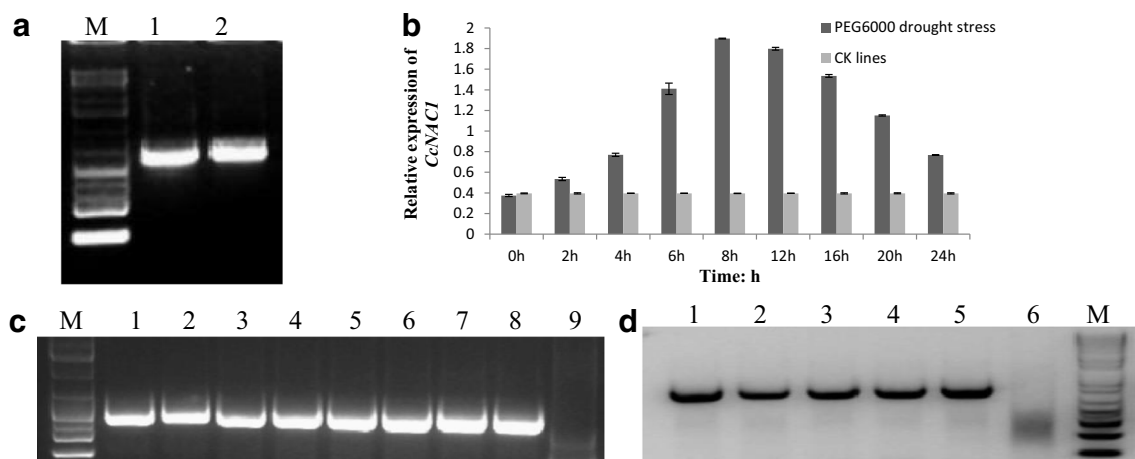 a
M 1 2
b
PEG6000 drought stress
CK lines
Relative expression of
CcNAC1
2
1.8
1.6
1.4
1.2
1
0.8
0.6
0.4
0.2
0
0h 2h 4h 6h 8h 12h 16h 20h 24h
Time: h
c
M 1 2 3 4 5 6 7 8 9
d
1 2 3 4 5 6 M